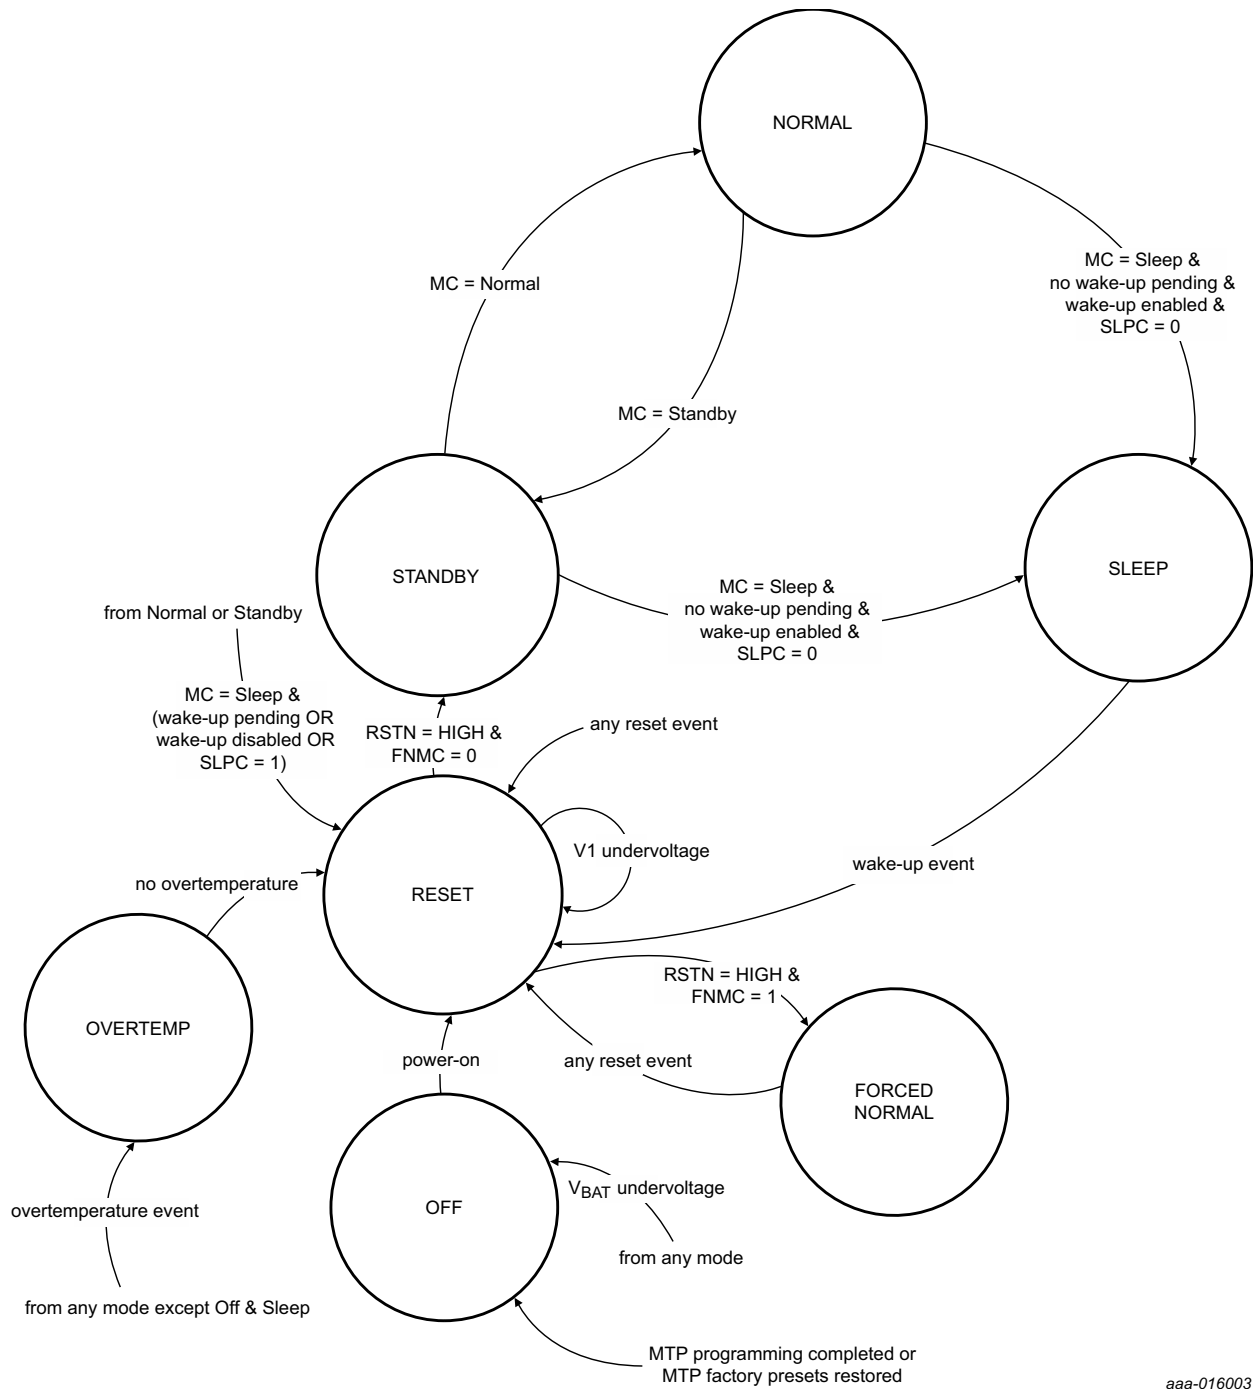 NORMAL
MC = Sleep &
no wake-up pending &
wake-up enabled &
SLPC = 0
MC = Normal
MC = Standby
STANDBY
SLEEP
MC = Sleep &
no wake-up pending &
wake-up enabled &
SLPC = 0
from Normal or Standby
MC = Sleep &
(wake-up pending OR
wake-up disabled OR
SLPC = 1)
RSTN = HIGH &
FNMC = 0
any reset event
V1 undervoltage
wake-up event
no overtemperature
RESET
RSTN = HIGH &
FNMC = 1
OVERTEMP
power-on
any reset event
FORCED
NORMAL
VBAT undervoltage
OFF
overtemperature event
from any mode
from any mode except Off & Sleep
MTP programming completed or
MTP factory presets restored
aaa-016003